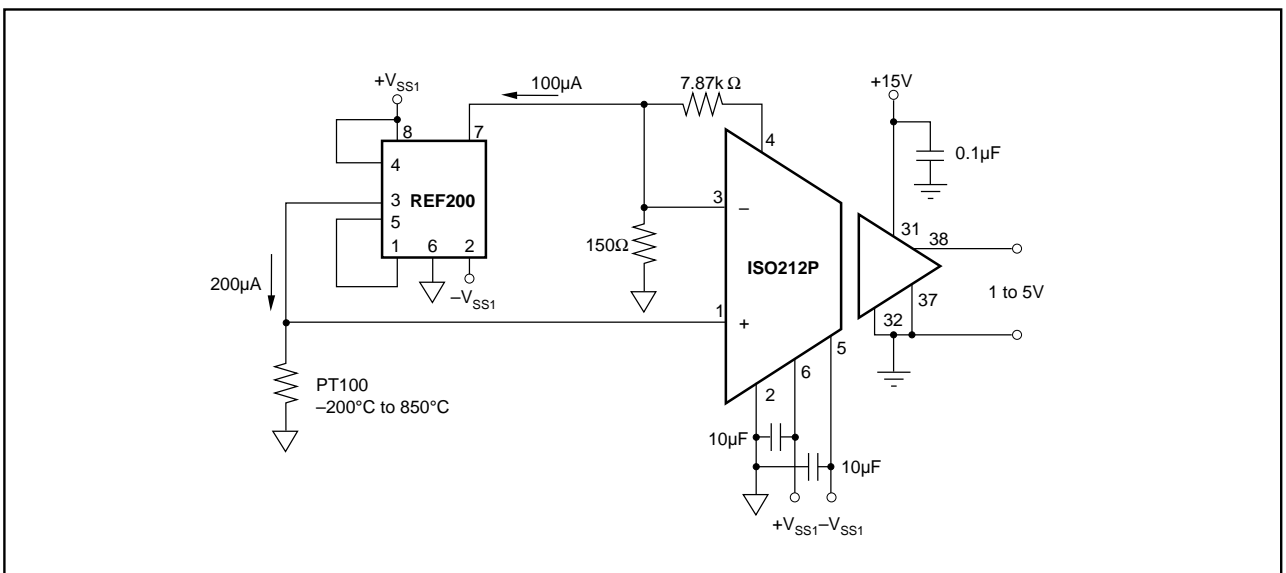 +VSS1
100µA
7.87k Ω
+15V
8
7
4
4
0.1µF
3
REF200
3
–
5
31
38
150Ω
1
6
2
ISO212P
200µA
–VSS1
37
1 to 5V
1
+
32
5
6
PT100
–200°C to 850°C
2
10µF
10µF
+VSS1–VSS1